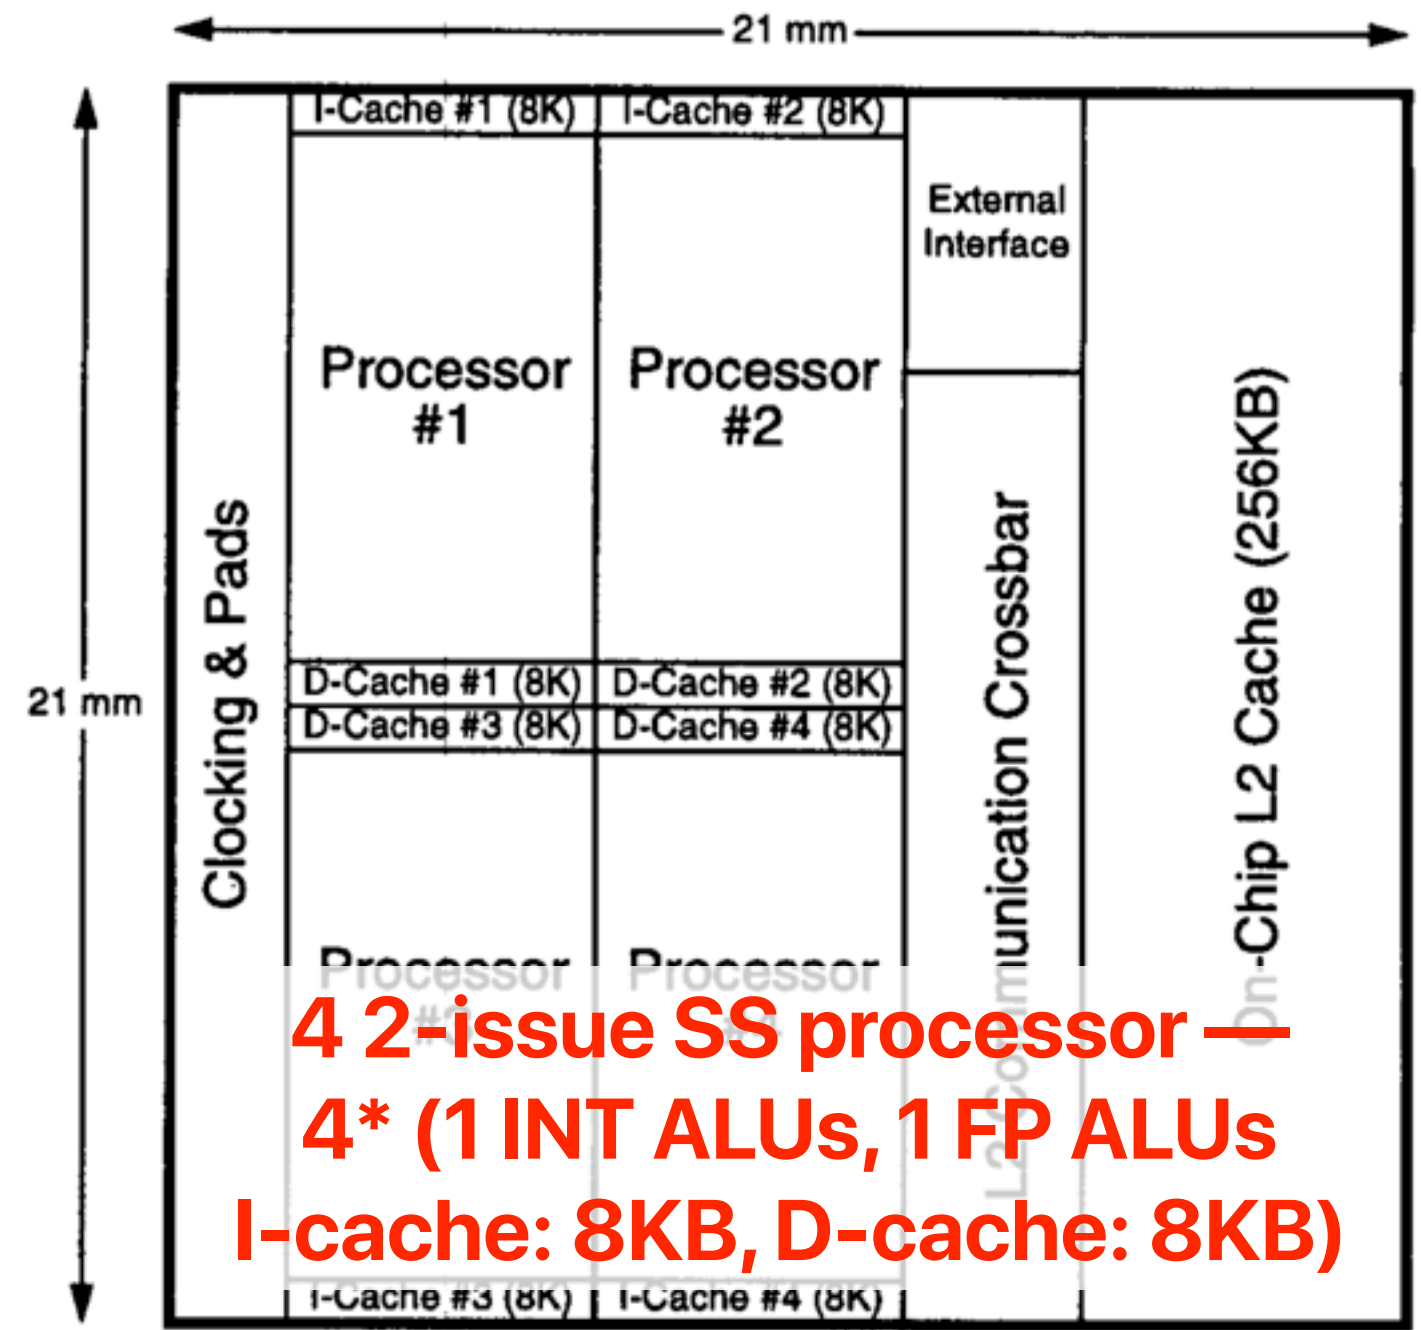 21 mm
I-Cache #1 (8K)
I-Cache #2 (8K)
External
Interface
Processor
#1
Processor
#2
Clocking & Pads
21 mm
D-Cache #1 (8K)
D-Cache #2 (8K)
D-Cache #3 (8K)
D-Cache #4 (8K)
L2 Communication Crossbar
On-Chip L2 Cache (256KB)
Processor
#3
Processor
4 2-issue SS processor —
4* (1 INT ALUs, 1 FP ALUs
I-cache: 8KB, D-cache: 8KB)
I-Cache #3 (8K)
I-Cache #4 (8K)